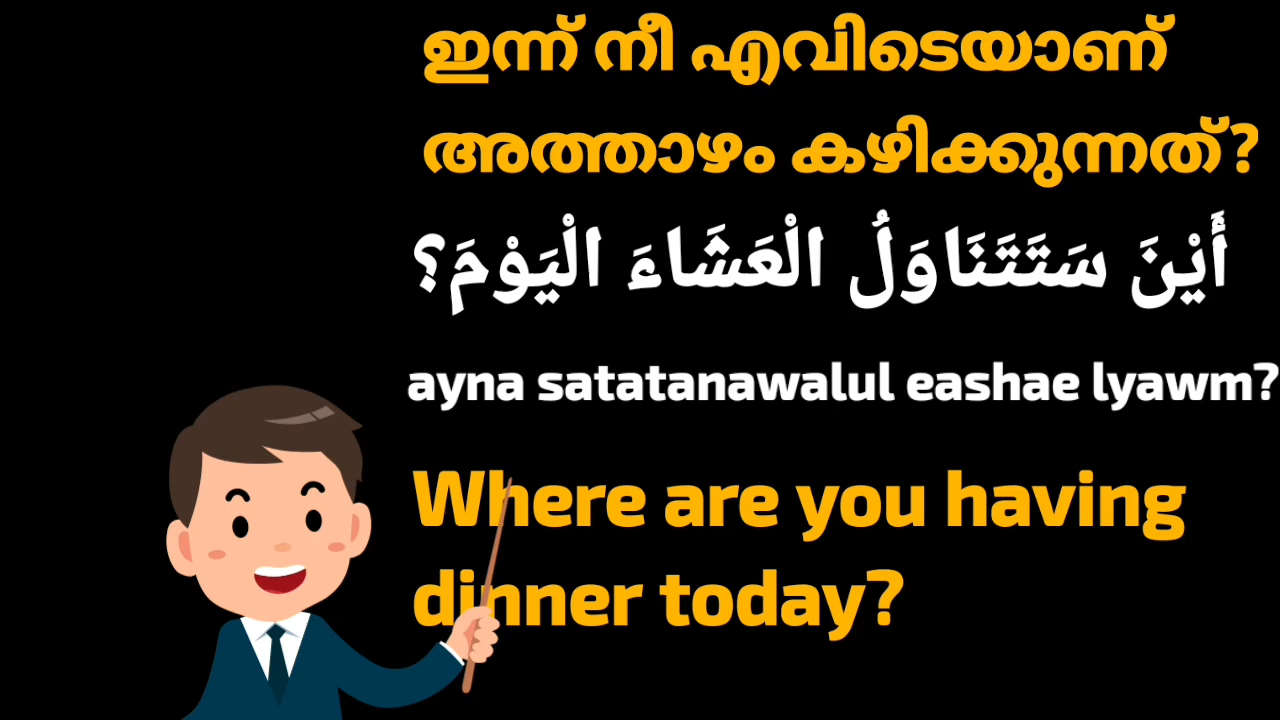 ഇന്ന് നീ എവിടെയാണ്
അത്താഴം കഴിക്കുന്നത്?
أَيْنَ سَتَتَنَاوَلُ الْعَشَاءَ الْيَوْمَ؟
ayna satatanawalul eashae lyawm?
Where are you having
dinner today?